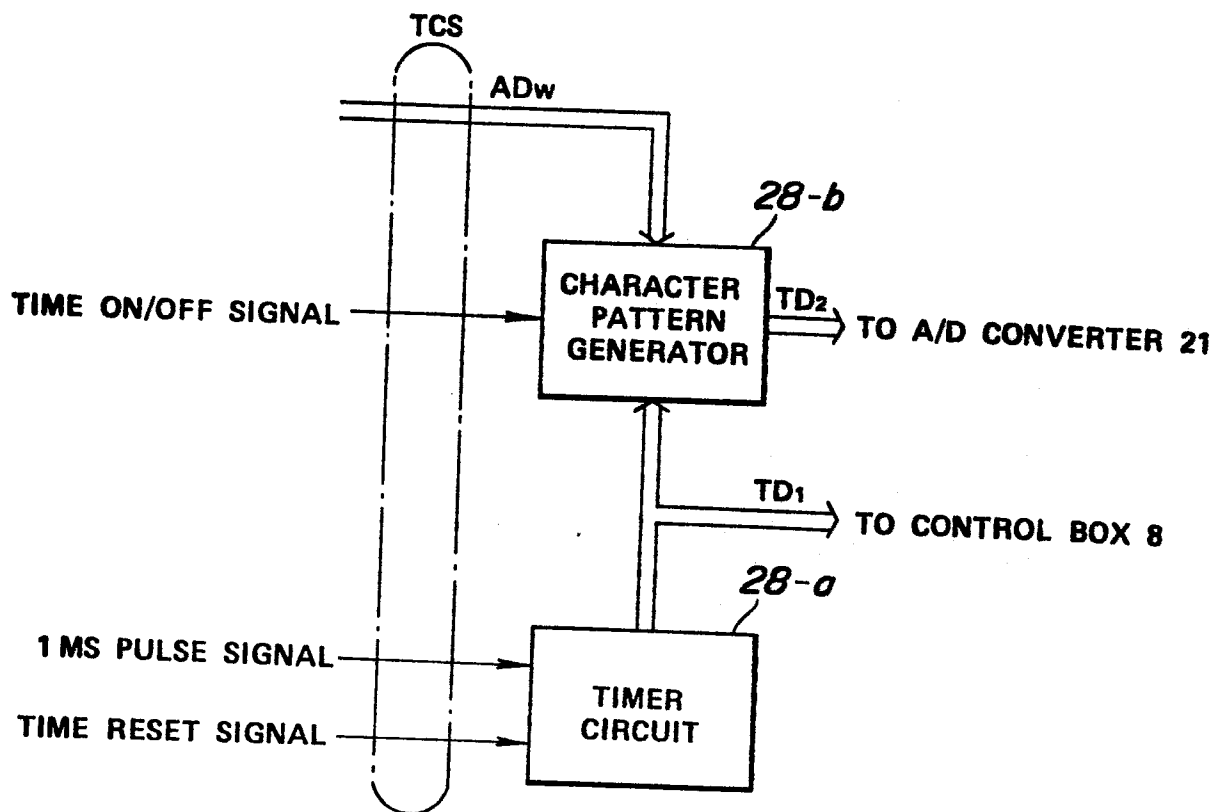 TCS
ADw
28-b
CHARACTER
PATTERN
GENERATOR
TIME ON/OFF SIGNAL
TD2
TO A/D CONVERTER 21
TD1
TO CONTROL BOX 8
28-a
1 MS PULSE SIGNAL
TIMER
CIRCUIT
TIME RESET SIGNAL